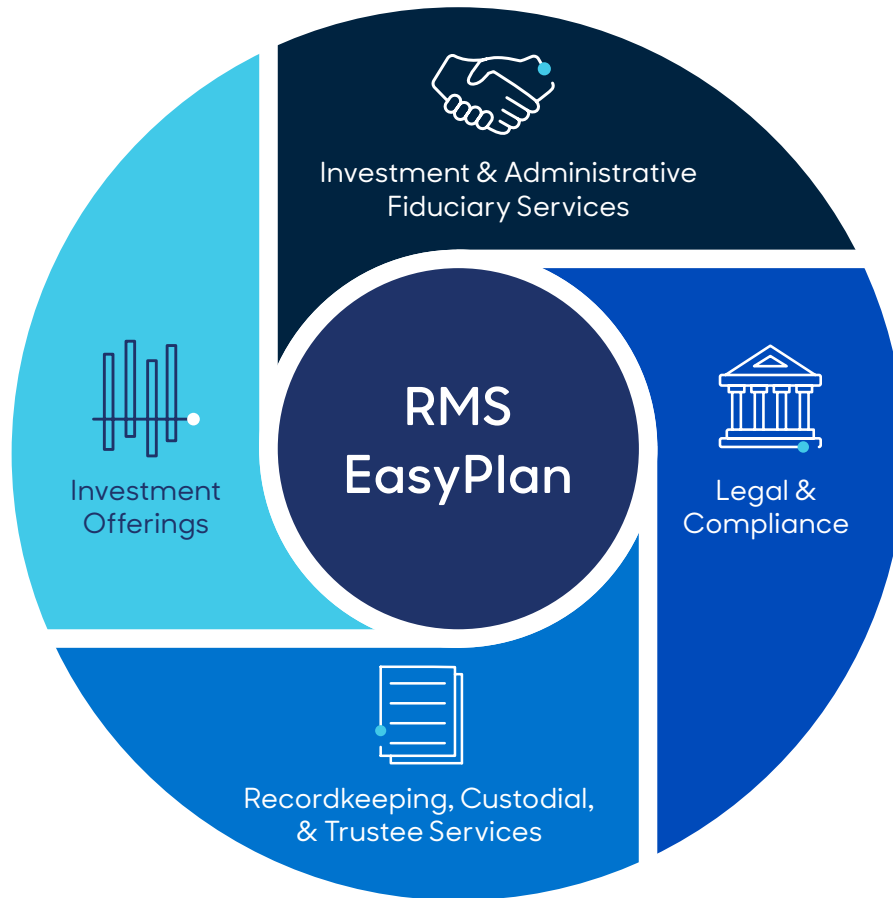 Investment & Administrative
Fiduciary Services
RMS
EasyPlan
Investment
Offerings
Legal &
Compliance
Recordkeeping, Custodial,
& Trustee Services